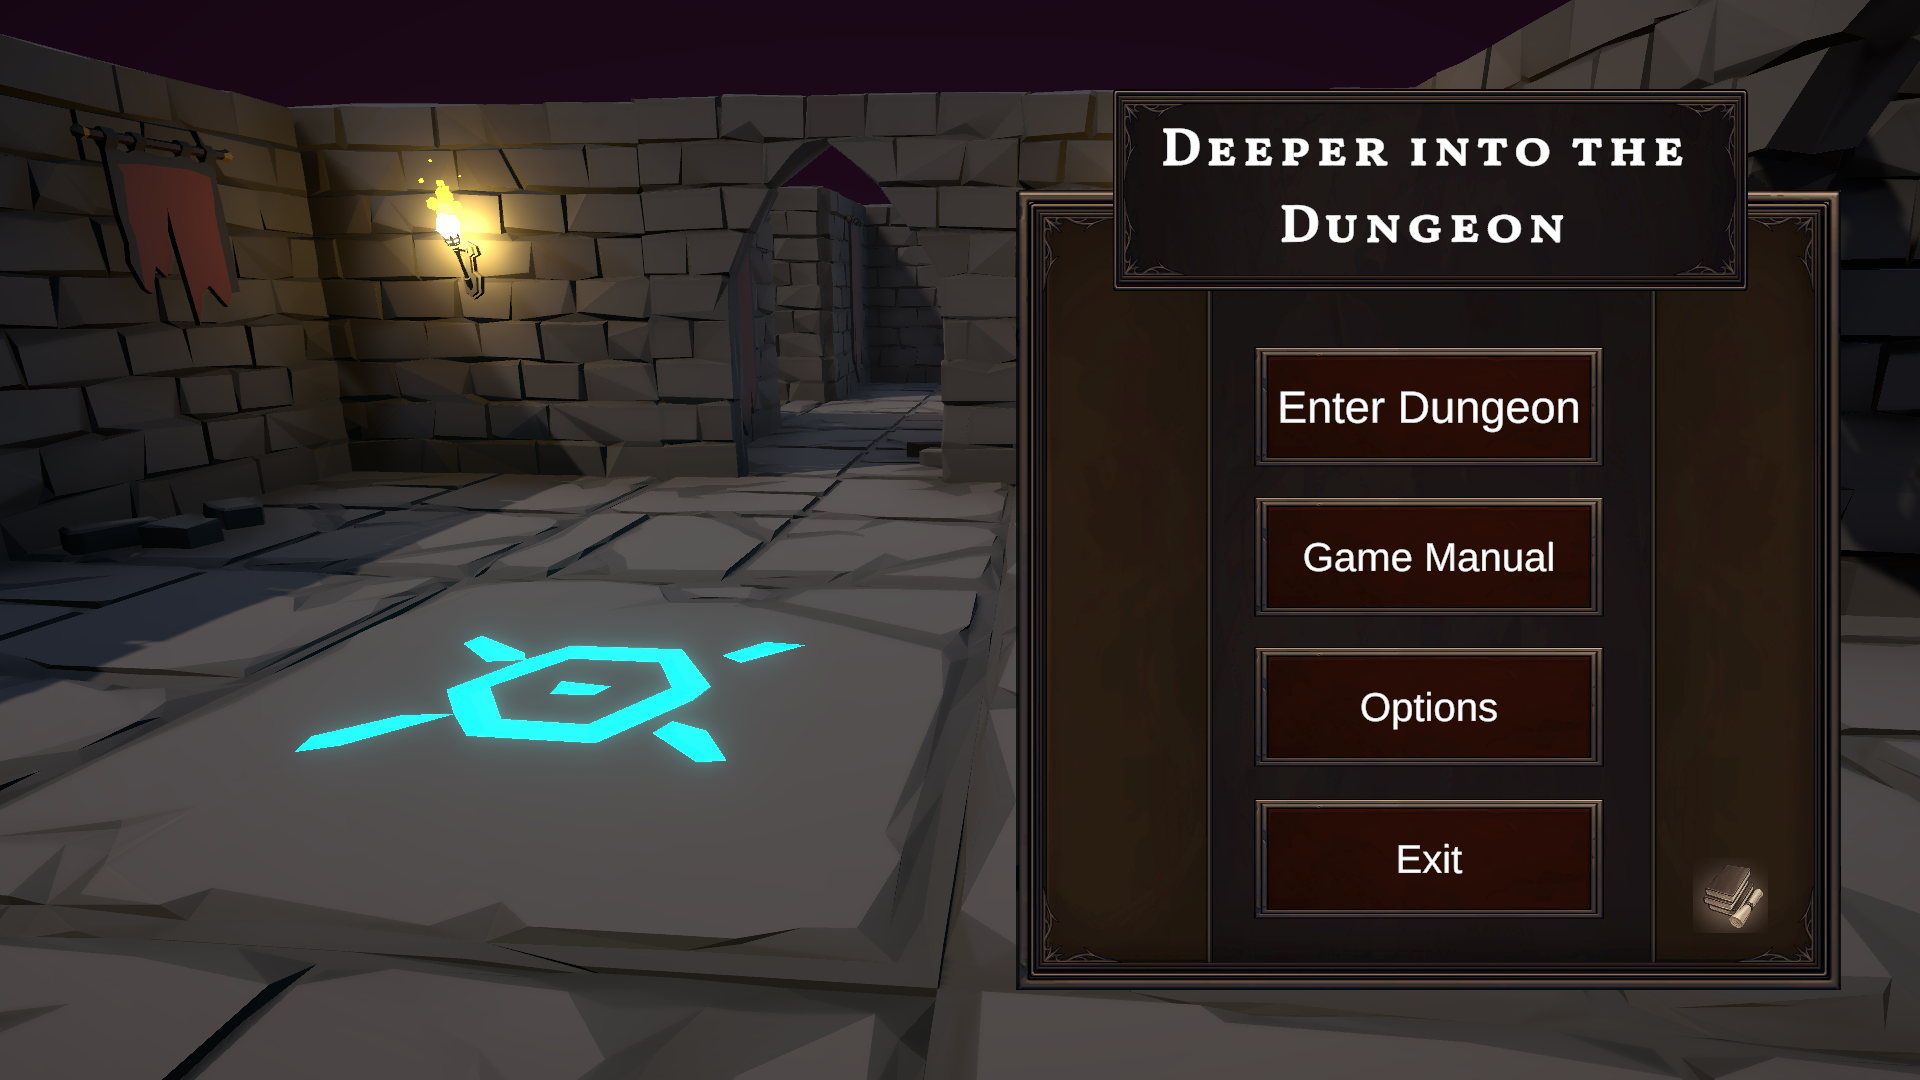 Deeper into the
Dungeon
Enter Dungeon
Game Manual
Options
Exit